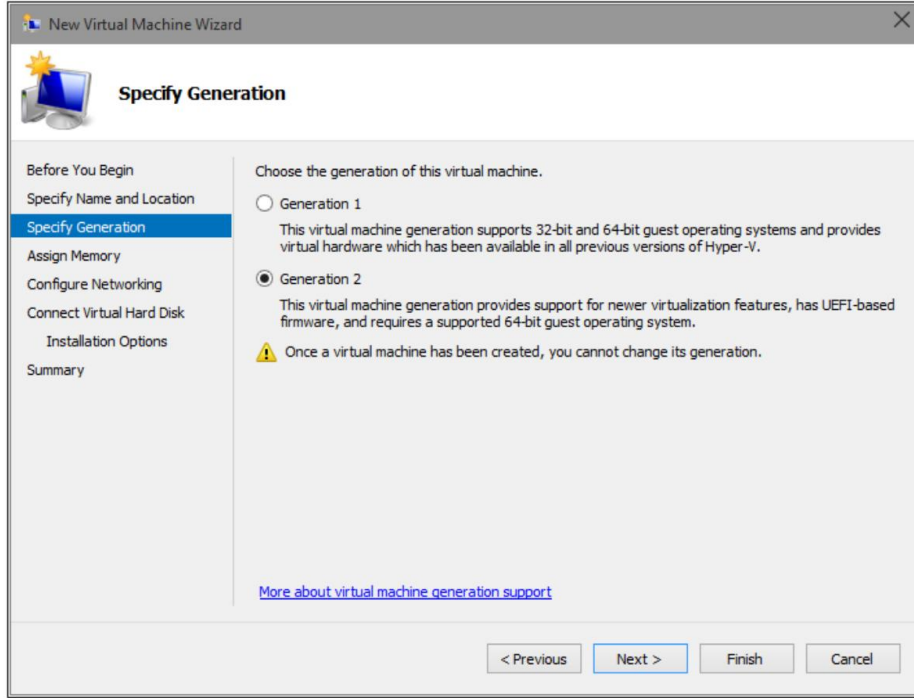 New Virtual Machine Wizard
Specify Generation
Before You Begin
Specify Name and Location
Specify Generation
Assign Memory
Configure Networking
Connect Virtual Hard Disk
Installation Options
Summary
Choose the generation of this virtual machine.
Generation 1
This virtual machine generation supports 32-bit and 64-bit guest operating systems and provides
virtual hardware which has been available in all previous versions of Hyper-V.
Generation 2
This virtual machine generation provides support for newer virtualization features, has UEFI-based
firmware, and requires a supported 64-bit guest operating system.
Once a virtual machine has been created, you cannot change its generation.
More about virtual machine generation support
< Previous
Next >
Finish
Cancel